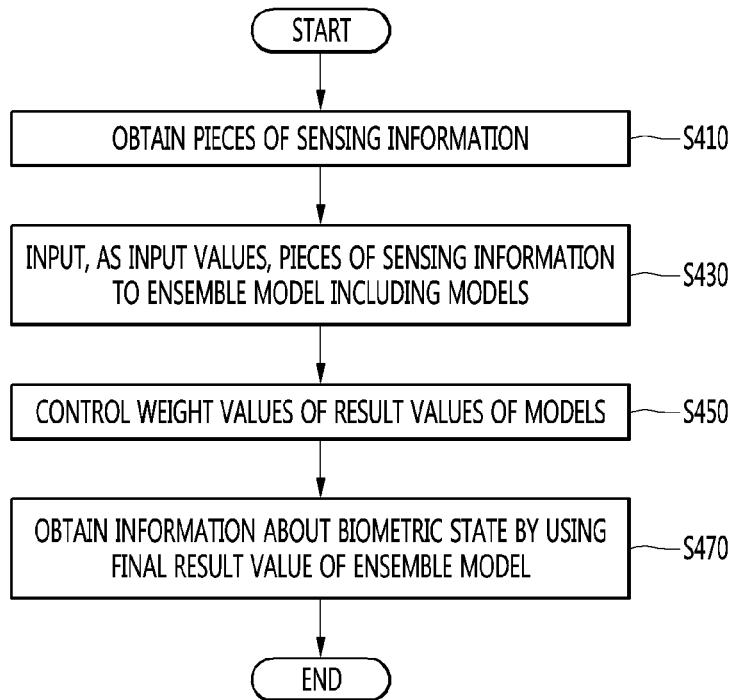 START
OBTAIN PIECES OF SENSING INFORMATION
S410
INPUT, AS INPUT VALUES, PIECES OF SENSING INFORMATION
TO ENSEMBLE MODEL INCLUDING MODELS
S430
CONTROL WEIGHT VALUES OF RESULT VALUES OF MODELS
S450
OBTAIN INFORMATION ABOUT BIOMETRIC STATE BY USING
FINAL RESULT VALUE OF ENSEMBLE MODEL
S470
END